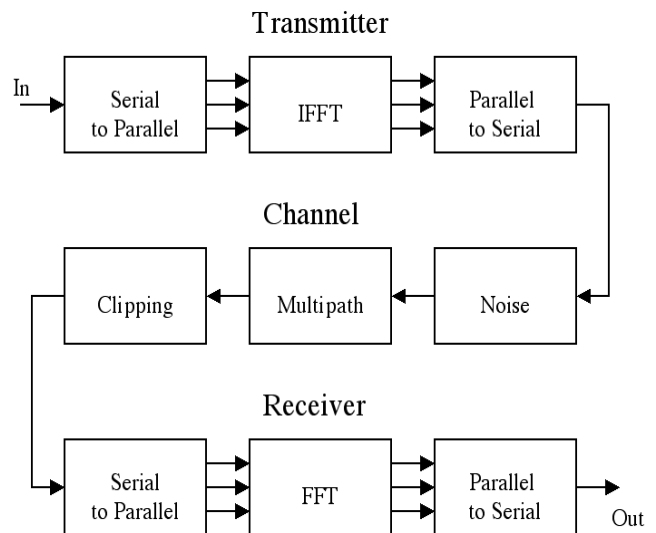 Transmitter
In
Serial
to Parallel
IFFT
Parallel
to Serial
Channel
Clipping
Multipath
Noise
Receiver
Serial
to Parallel
FFT
Parallel
to Serial
Out